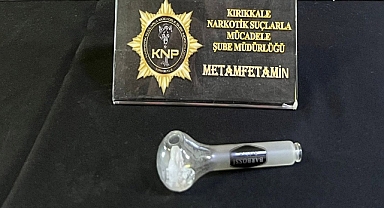 KIRIKKALE
NARKOTİK SUÇLARLA
MÜCADELE
ŞUBE MÜDÜRLÜĞÜ
KNP
METAMFETAMİN